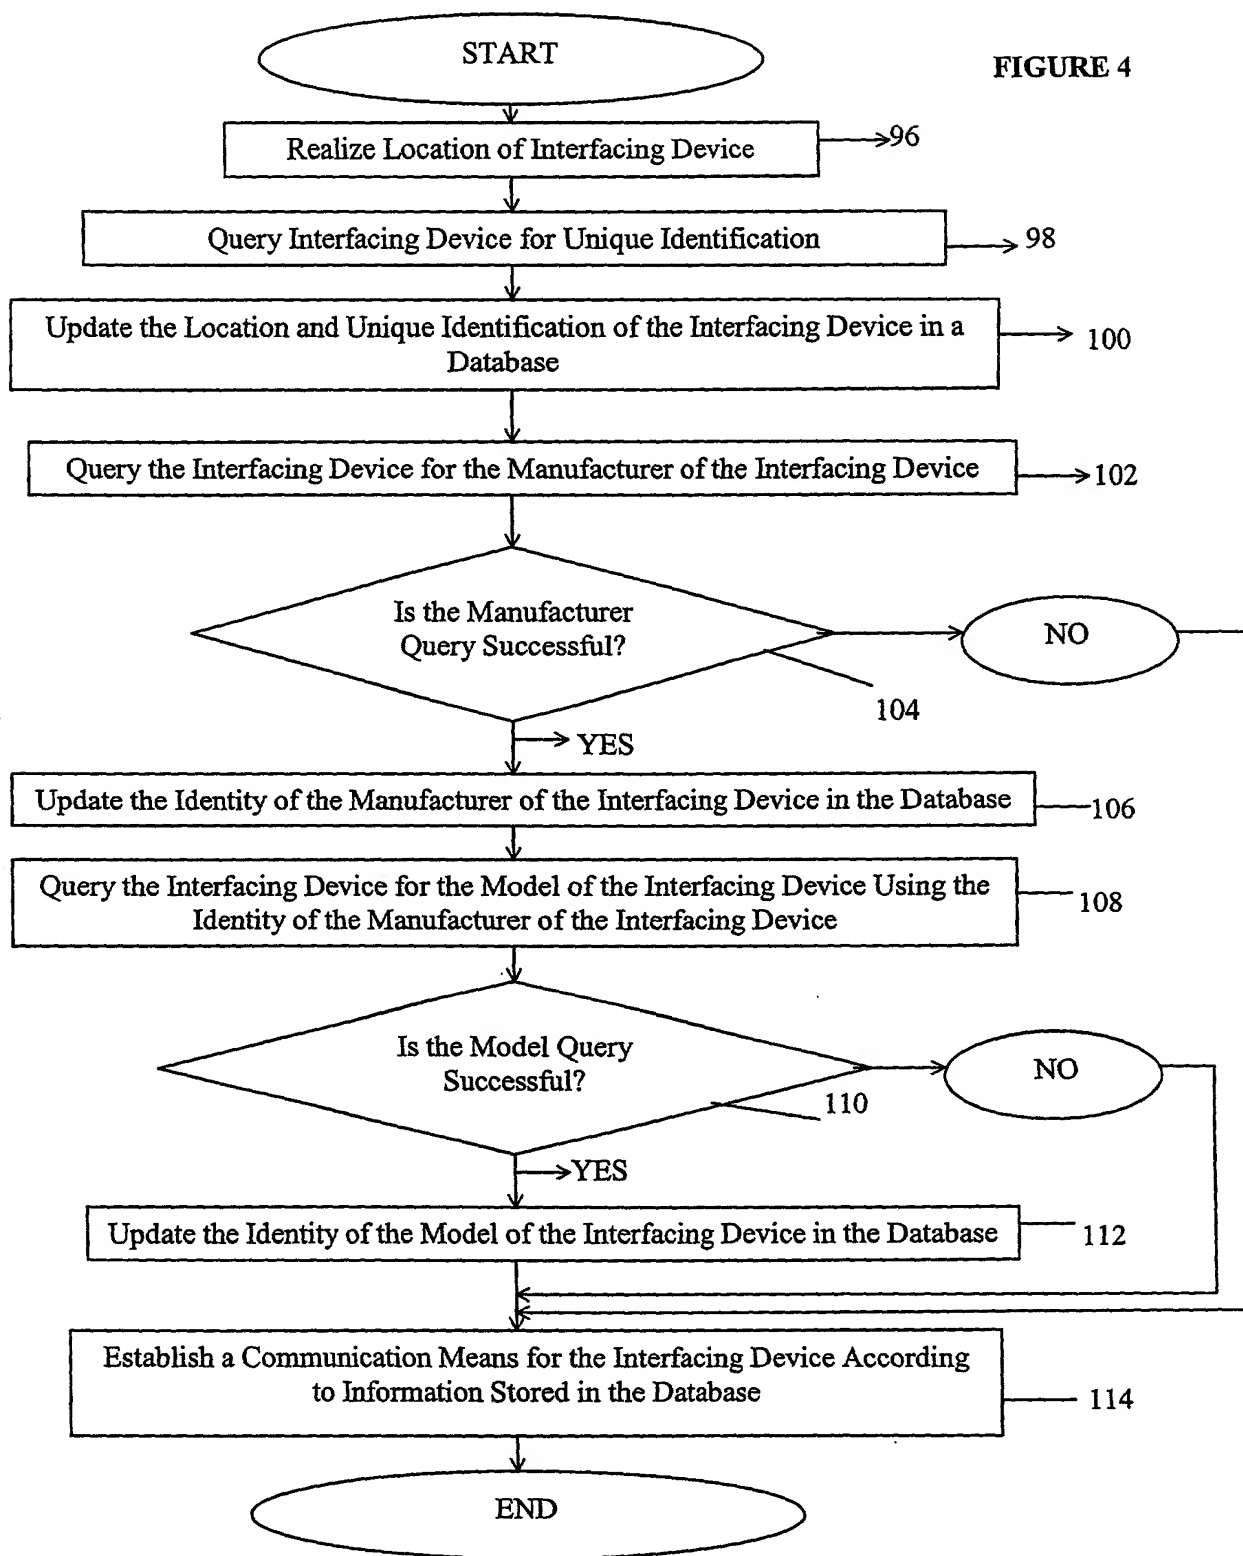 START
FIGURE 4
Realize Location of Interfacing Device
96
Query Interfacing Device for Unique Identification
98
Update the Location and Unique Identification of the Interfacing Device in a
Database
100
Query the Interfacing Device for the Manufacturer of the Interfacing Device
102
Is the Manufacturer
Query Successful?
NO
104
YES
Update the Identity of the Manufacturer of the Interfacing Device in the Database
106
Query the Interfacing Device for the Model of the Interfacing Device Using the
Identity of the Manufacturer of the Interfacing Device
108
Is the Model Query
Successful?
NO
110
YES
Update the Identity of the Model of the Interfacing Device in the Database
112
Establish a Communication Means for the Interfacing Device According
to Information Stored in the Database
114
END